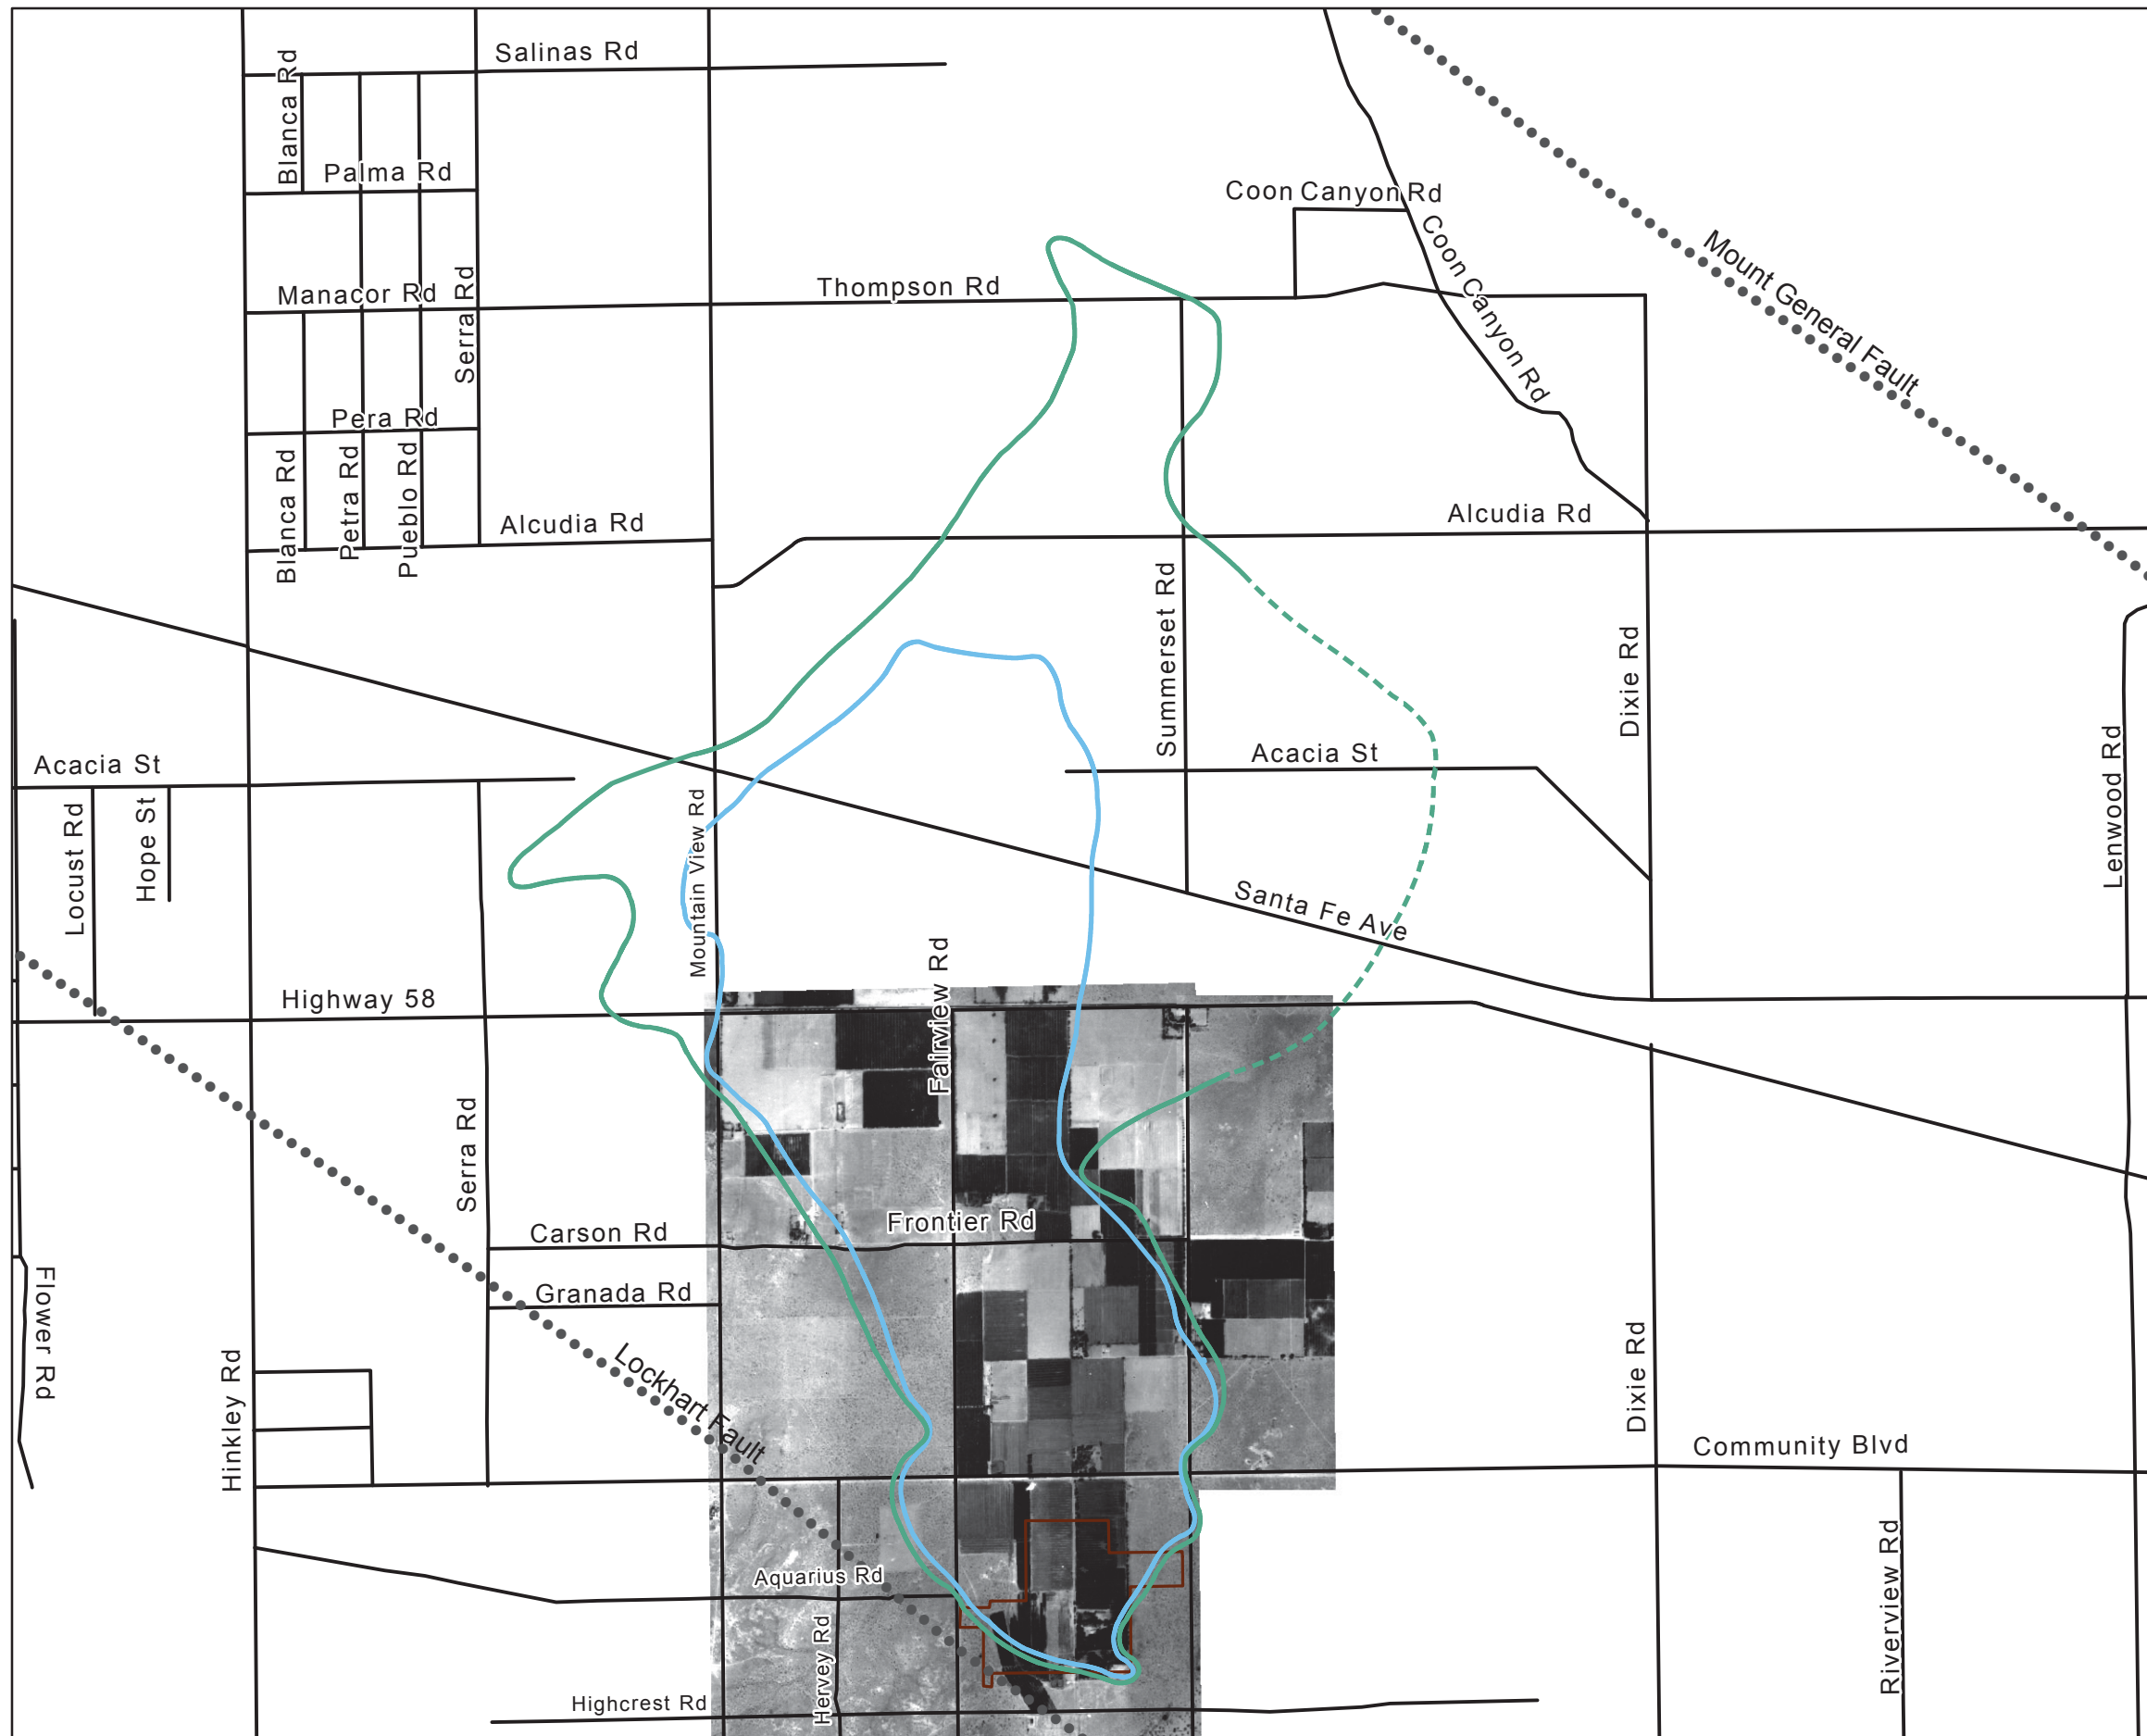 Salinas Rd
Blanca Rd
Palma Rd
Coon Canyon Rd
Coon Canyon Rd
Mount General Fault
Manacor Rd
Serra Rd
Thompson Rd
Pera Rd
Blanca Rd
Petra Rd
Pueblo Rd
Alcudia Rd
Alcudia Rd
Summerset Rd
Dixie Rd
Acacia St
Acacia St
Locust Rd
Hope St
Mountain View Rd
Lenwood Rd
Santa Fe Ave
Highway 58
Fairview Rd
Serra Rd
Carson Rd
Frontier Rd
Granada Rd
Flower Rd
Hinkley Rd
Lockhart Fault
Dixie Rd
Community Blvd
Aquarius Rd
Hervey Rd
Riverview Rd
Highcrest Rd